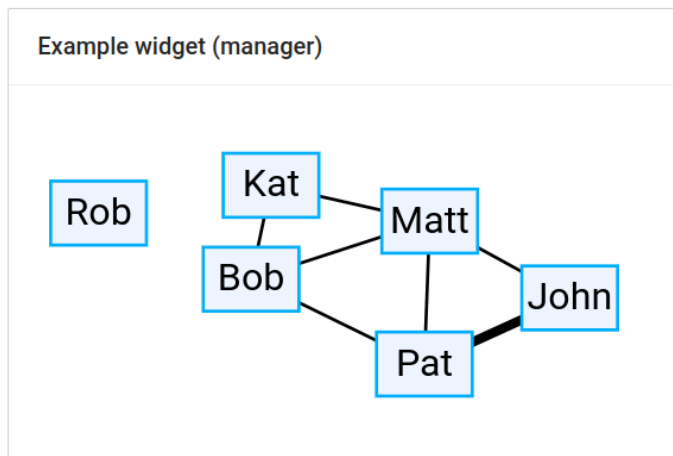 Example widget (manager)
Kat
Rob
Matt
Bob
John
Pat